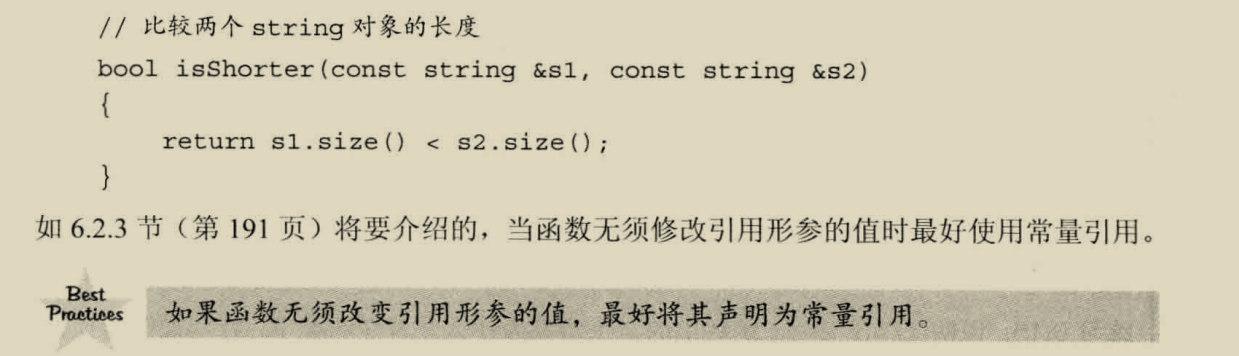 // 比较两个 string 对象的长度
bool isShorter(const string &s1, const string &s2)
{
return s1.size() < s2.size();
}
如 6.2.3 节（第 191 页）将要介绍的，当函数无须修改引用形参的值时最好使用常量引用。
Best
Practices
如果函数无须改变引用形参的值，最好将其声明为常量引用。